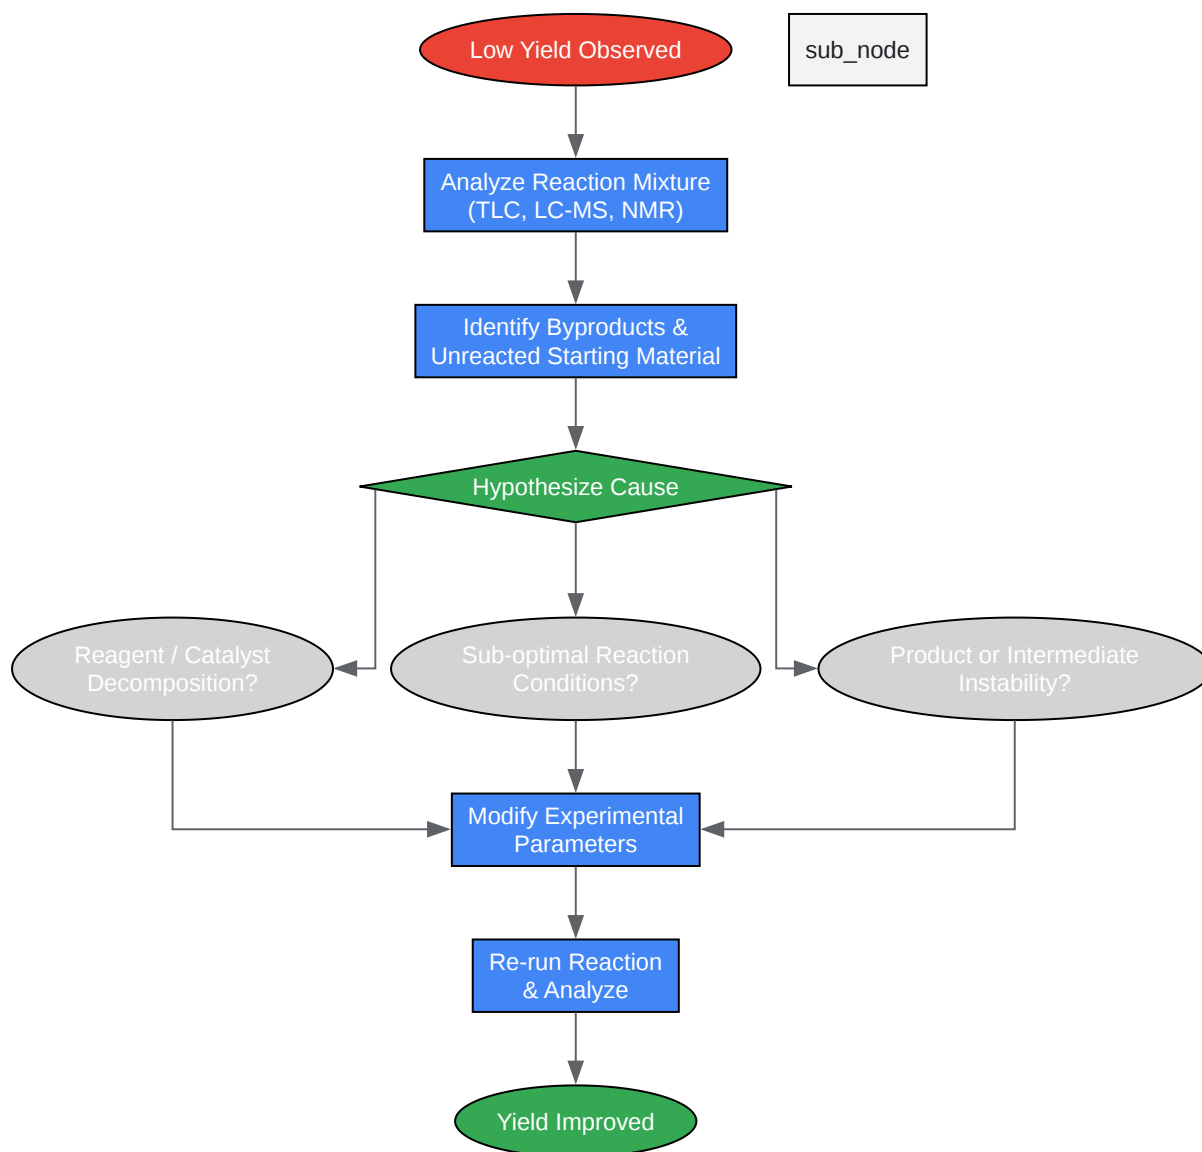 Low Yield Observed
sub_node
Analyze Reaction Mixture
(TLC, LC-MS, NMR)
Identify Byproducts &
Unreacted Starting Material
Hypothesize Cause
Reagent / Catalyst
Decomposition?
Sub-optimal Reaction
Conditions?
Product or Intermediate
Instability?
Modify Experimental
Parameters
Re-run Reaction
& Analyze
Yield Improved